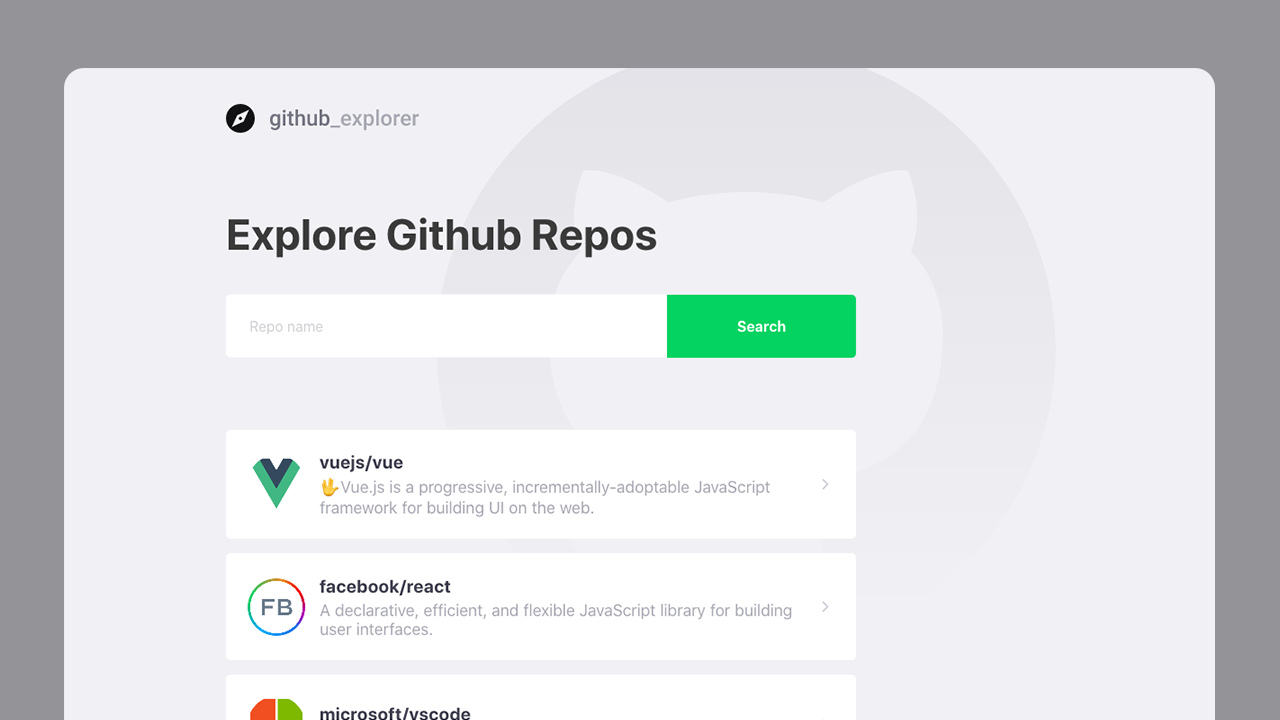 github_explorer
Explore Github Repos
Repo name
Search
vuejs/vue
🖖Vue.js is a progressive, incrementally-adoptable JavaScript
framework for building UI on the web.
FB
facebook/react
A declarative, efficient, and flexible JavaScript library for building
user interfaces.
microsoft/vscode